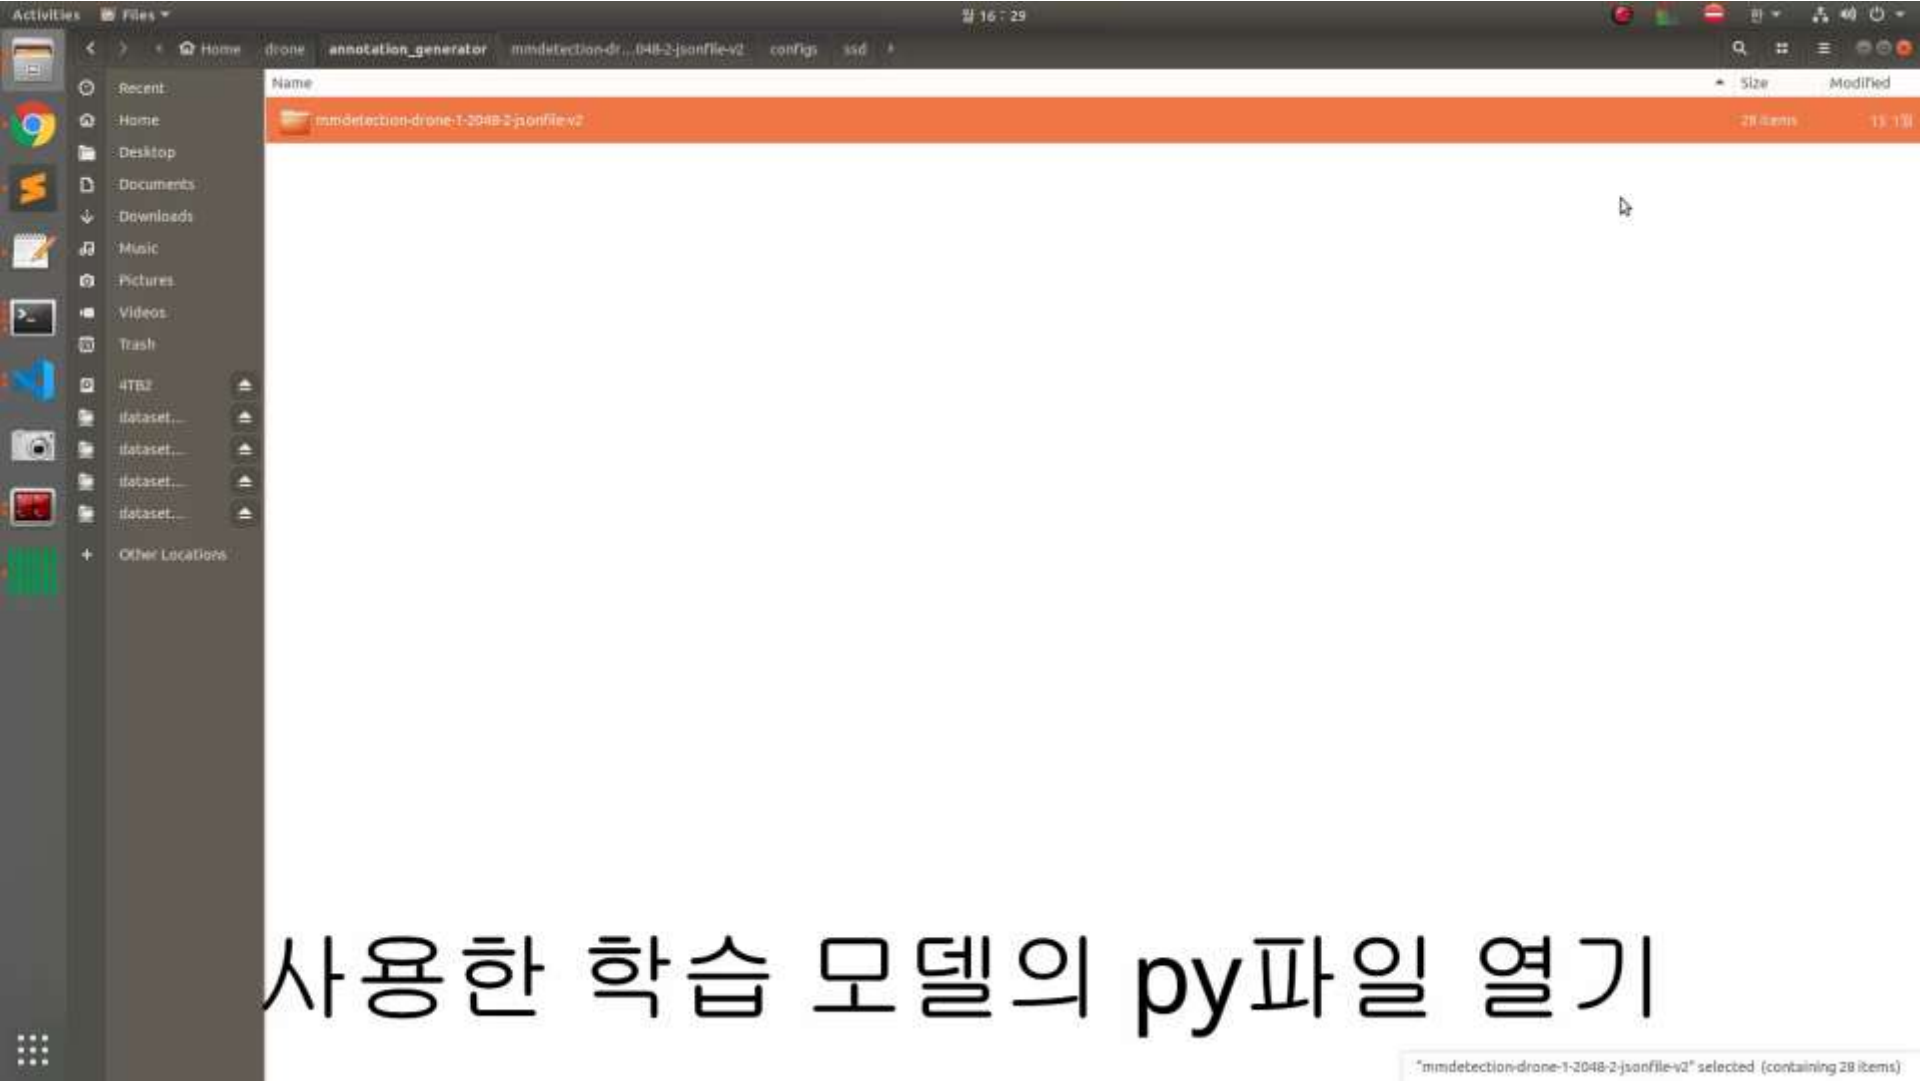 Activities Files 월 16 : 29
Home drone annotation_generator mmdetection-dr...048-2-jsonfile-v2 configs ssd
Name Size Modified
Recent
mmdetection-drone-1-2048-2-jsonfile-v2 28 items
Home
Desktop
Documents
Downloads
Music
Pictures
Videos
Trash
4TB2
dataset...
dataset...
dataset...
dataset...
Other Locations
사용한 학습 모델의 py파일 열기
"mmdetection-drone-1-2048-2-jsonfile-v2" selected (containing 28 items)